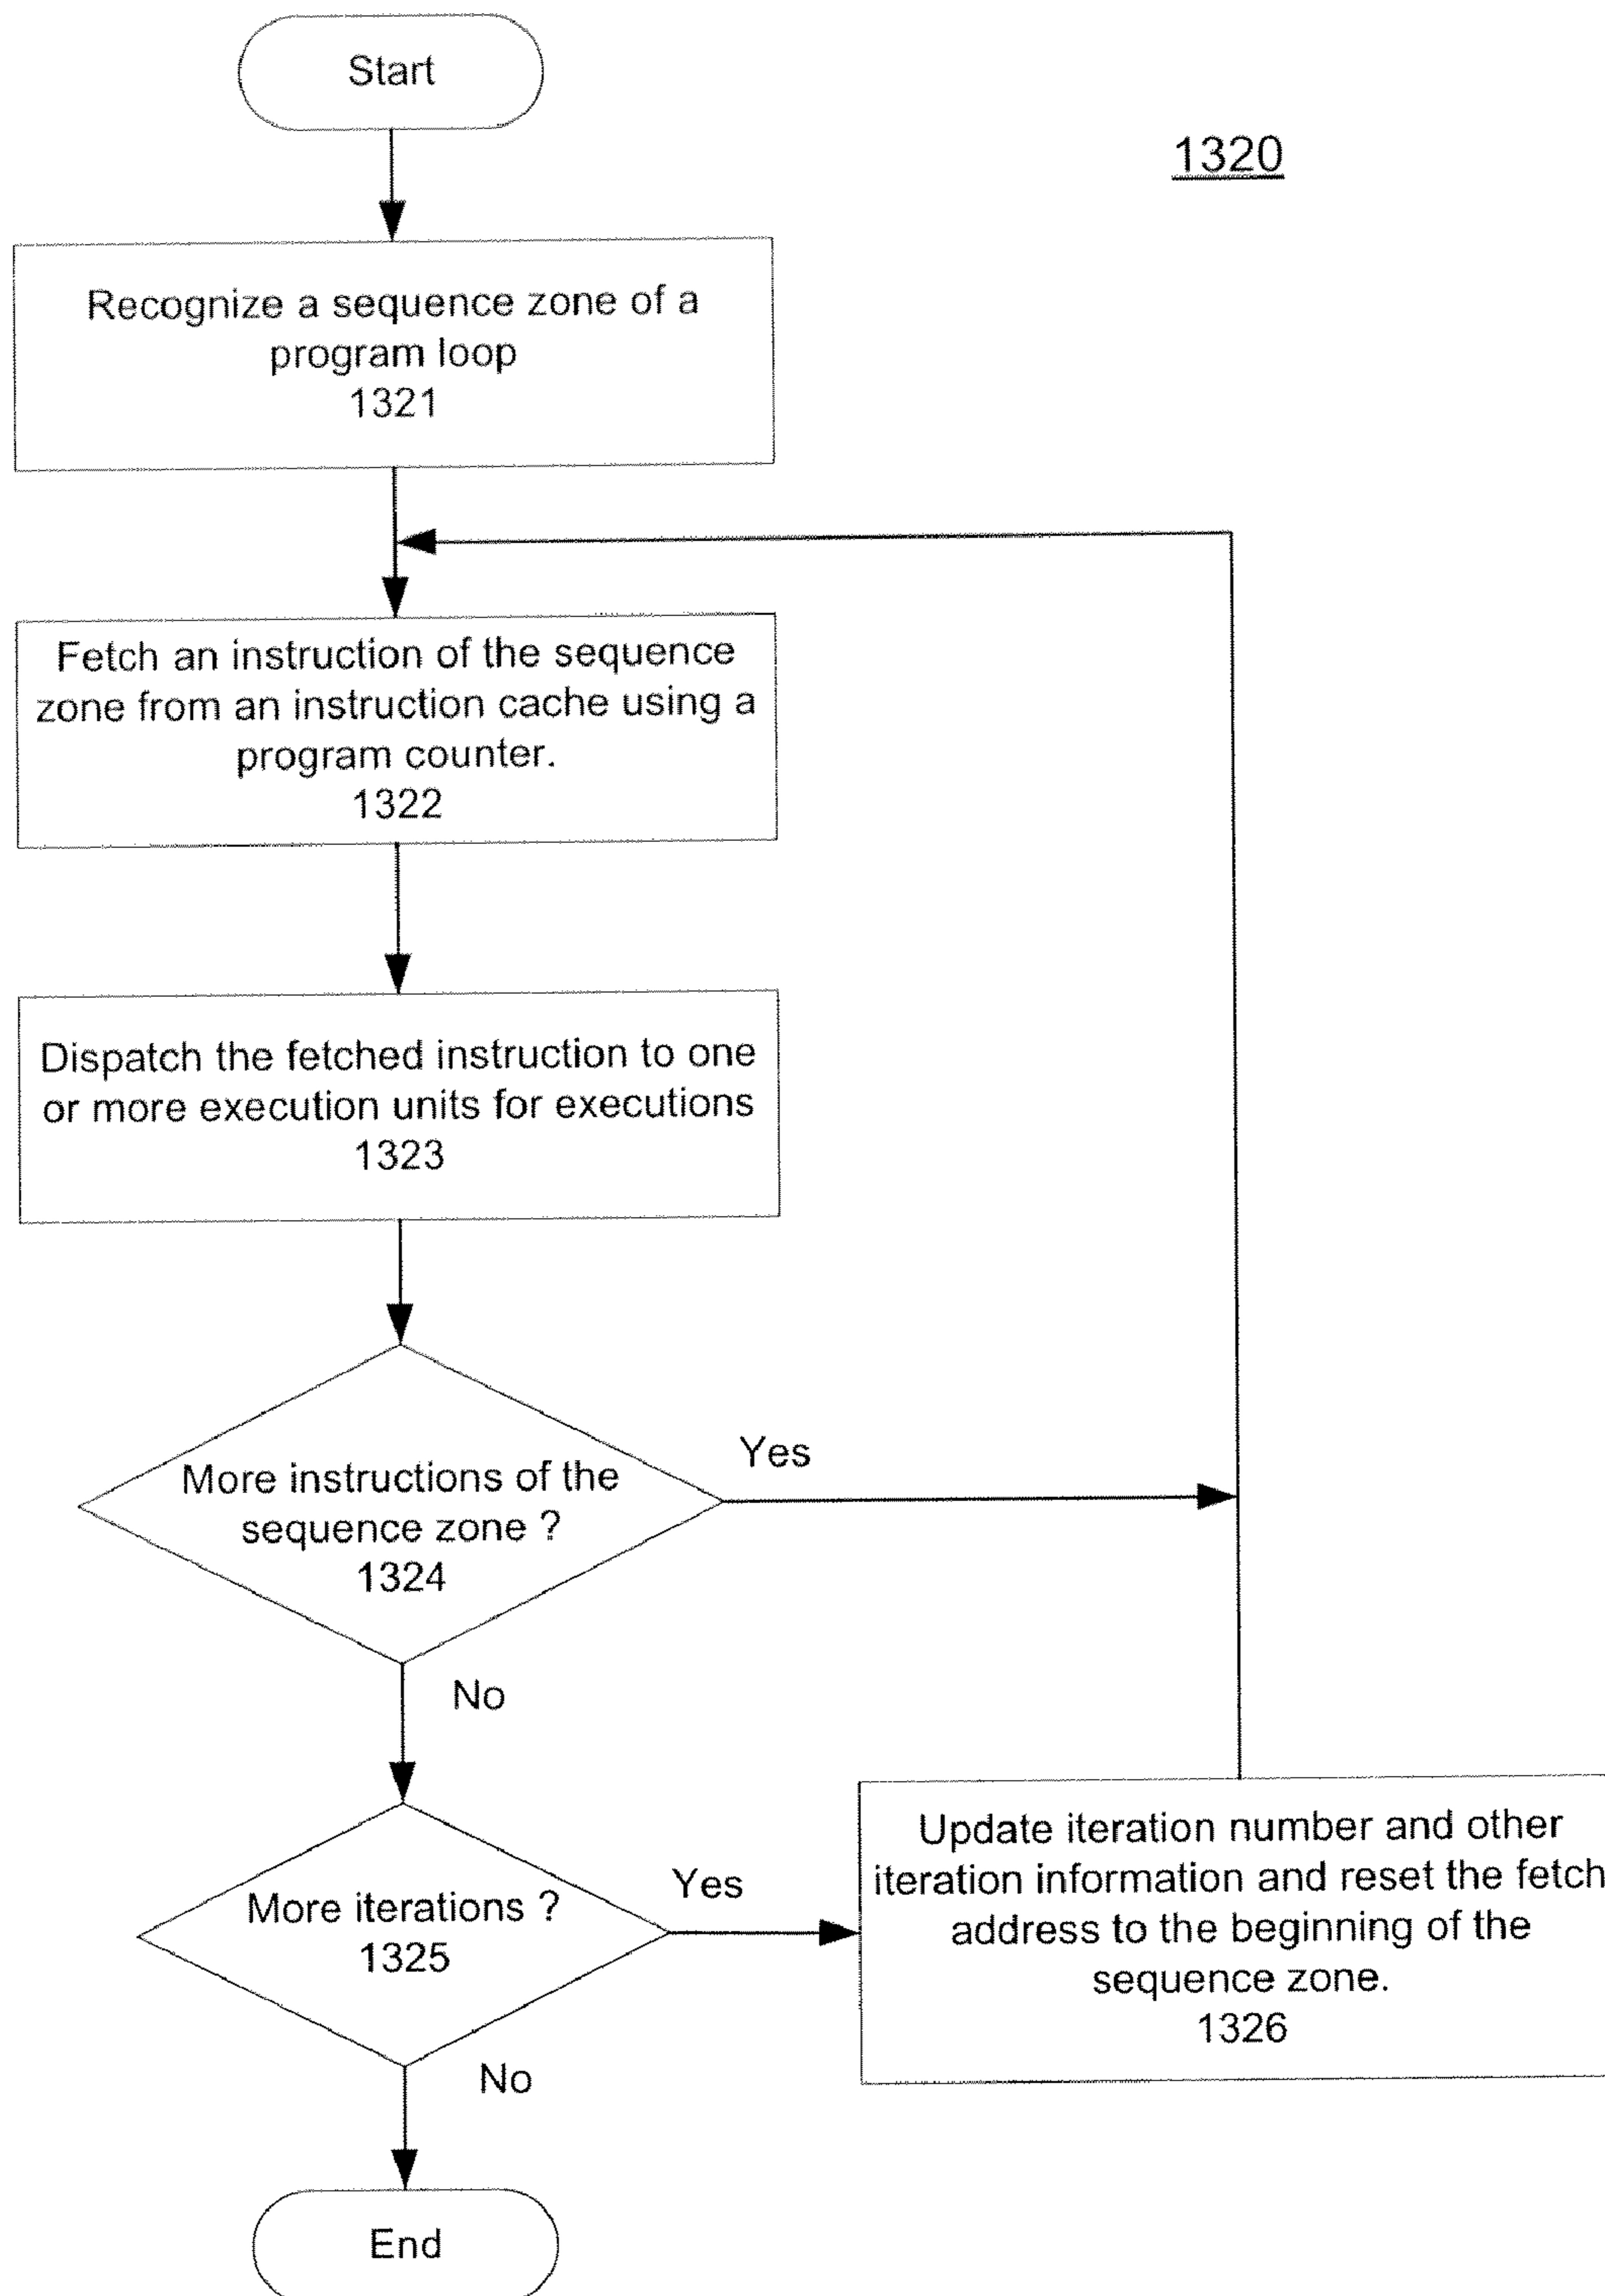 Start
1320
Recognize a sequence zone of a
program loop
1321
Fetch an instruction of the sequence
zone from an instruction cache using a
program counter.
1322
Dispatch the fetched instruction to one
or more execution units for executions
1323
More instructions of the
sequence zone ?
1324
Yes
No
More iterations ?
1325
Yes
Update iteration number and other
iteration information and reset the fetch
address to the beginning of the
sequence zone.
1326
No
End